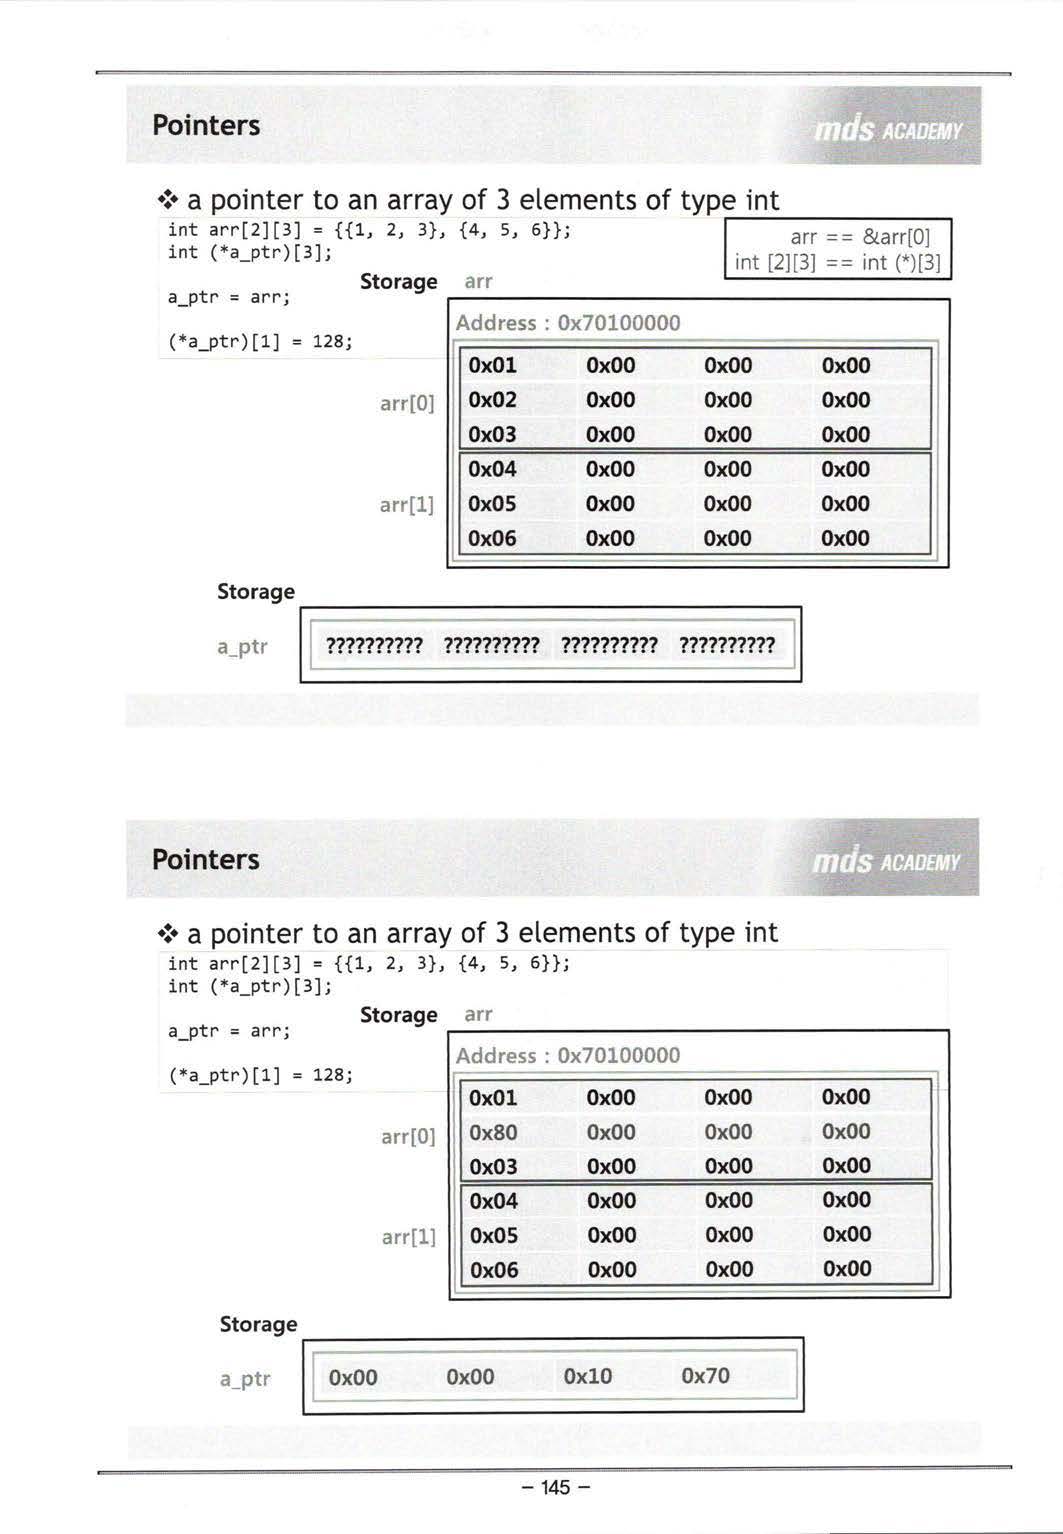 Pointers
mds ACADEMY
❖ a pointer to an array of 3 elements of type int
int arr[2][3] = {{1, 2, 3}, {4, 5, 6}};
int (*a_ptr)[3];
arr == &arr[0]
int [2][3] == int (*)[3]
Storage arr
a_ptr = arr;
Address : 0x70100000
(*a_ptr)[1] = 128;
0x01 0x00 0x00 0x00
arr[0] 0x02 0x00 0x00 0x00
0x03 0x00 0x00 0x00
0x04 0x00 0x00 0x00
arr[1] 0x05 0x00 0x00 0x00
0x06 0x00 0x00 0x00
Storage
a_ptr ?????????? ?????????? ?????????? ??????????
Pointers
mds ACADEMY
❖ a pointer to an array of 3 elements of type int
int arr[2][3] = {{1, 2, 3}, {4, 5, 6}};
int (*a_ptr)[3];
Storage arr
a_ptr = arr;
Address : 0x70100000
(*a_ptr)[1] = 128;
0x01 0x00 0x00 0x00
arr[0] 0x80 0x00 0x00 0x00
0x03 0x00 0x00 0x00
0x04 0x00 0x00 0x00
arr[1] 0x05 0x00 0x00 0x00
0x06 0x00 0x00 0x00
Storage
a_ptr 0x00 0x00 0x10 0x70
– 145 –